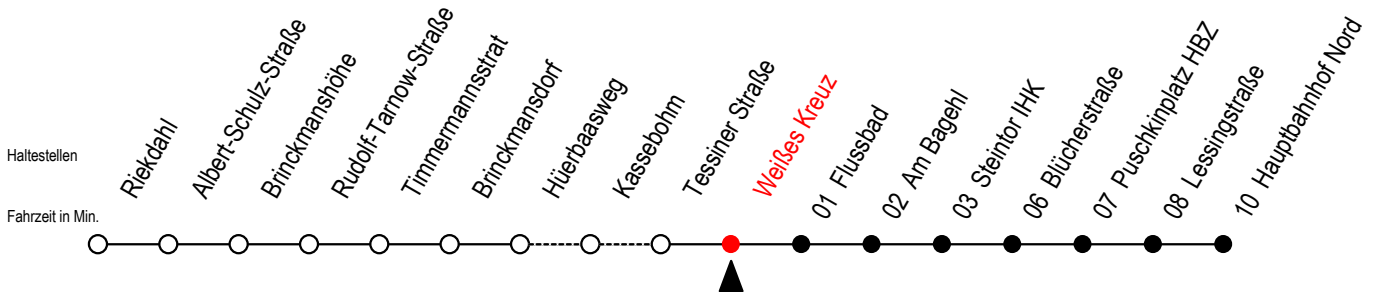 Haltestellen
Fahrzeit in Min.
Riekdahl
Albert-Schulz-Straße
Brinckmanshöhe
Rudolf-Tarnow-Straße
Timmermannsstrat
Brinckmansdorf
Hüerbaasweg
Kassebohm
Tessiner Straße
Weißes Kreuz
01 Flussbad
02 Am Bagehl
03 Steintor IHK
06 Blücherstraße
07 Puschkinplatz HBZ
08 Lessingstraße
10 Hauptbahnhof Nord